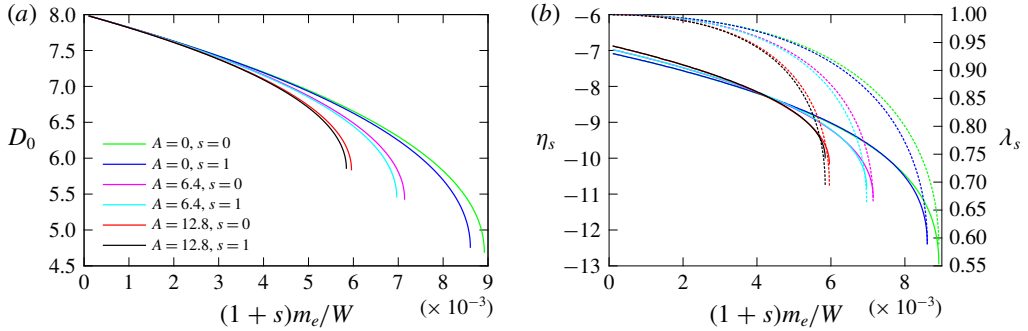 (a)
8.0
7.5
7.0
6.5
6.0
5.5
5.0
4.5
D₀
A = 0, s = 0
A = 0, s = 1
A = 6.4, s = 0
A = 6.4, s = 1
A = 12.8, s = 0
A = 12.8, s = 1
0 1 2 3 4 5 6 7 8 9
(1 + s)mₑ/W
(× 10⁻³)
(b)
−6
−7
−8
−9
−10
−11
−12
−13
ηₛ
1.00
0.95
0.90
0.85
0.80
0.75
0.70
0.65
0.60
0.55
λₛ
0 2 4 6 8
(1 + s)mₑ/W
(× 10⁻³)